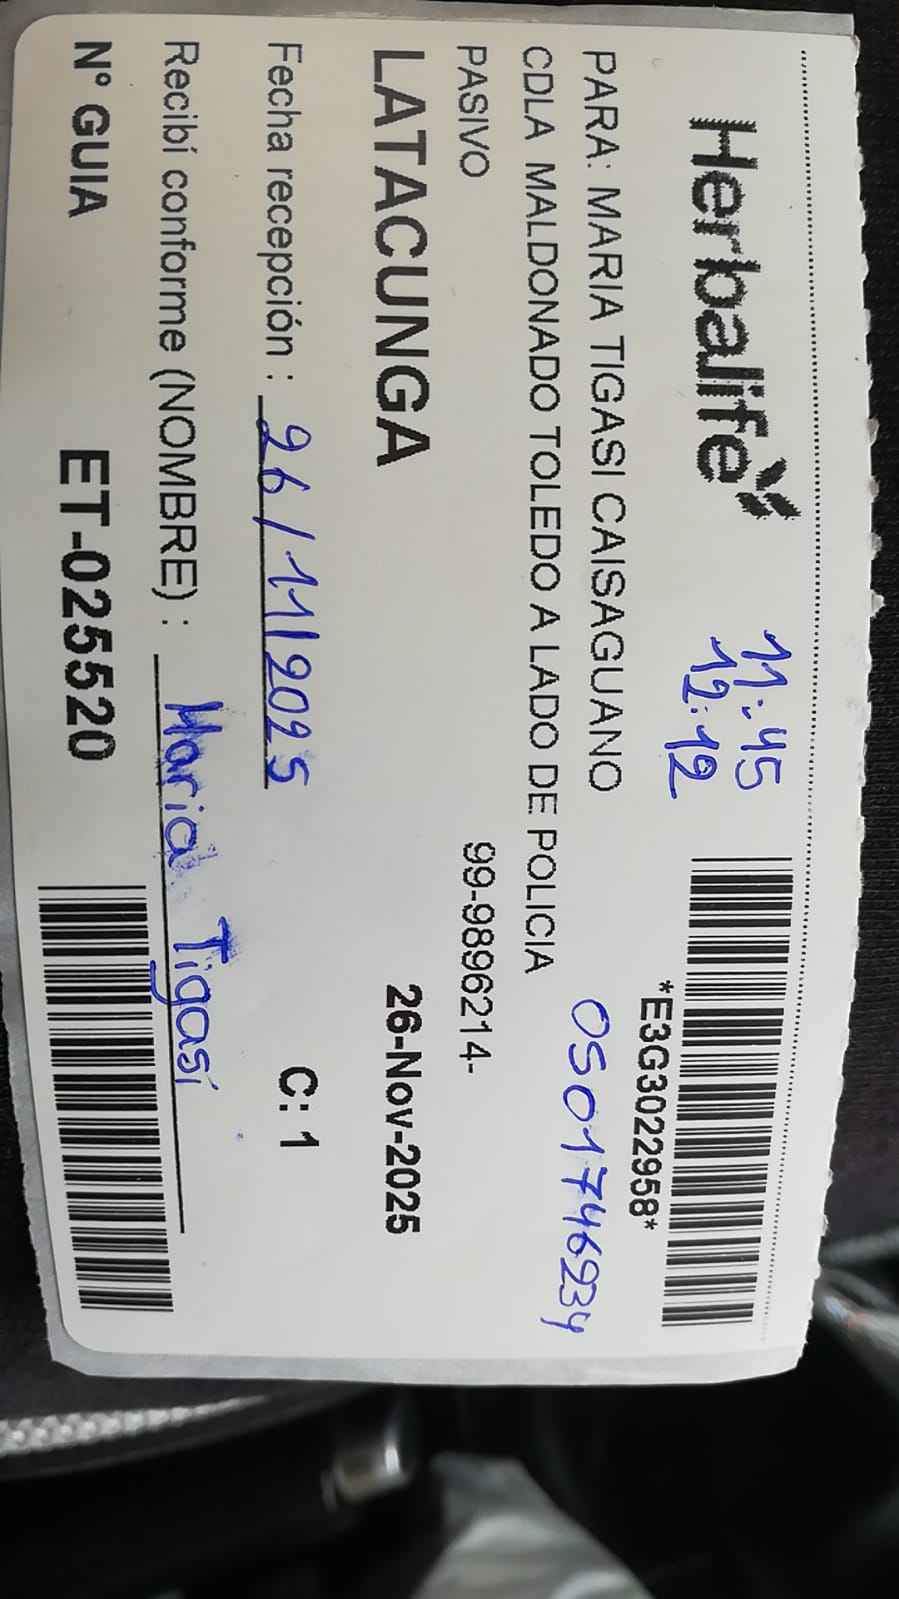 Herbalife
11:45
12:12
*E3G3022958*
PARA: MARIA TIGASI CAISAGUANO
0501746234
CDLA MALDONADO TOLEDO A LADO DE POLICIA
PASIVO
99-9896214-
LATACUNGA
26-Nov-2025
Fecha recepción : 26/11/2025
C: 1
Recibí conforme (NOMBRE) : Maria Tigasi
N° GUIA
ET-025520